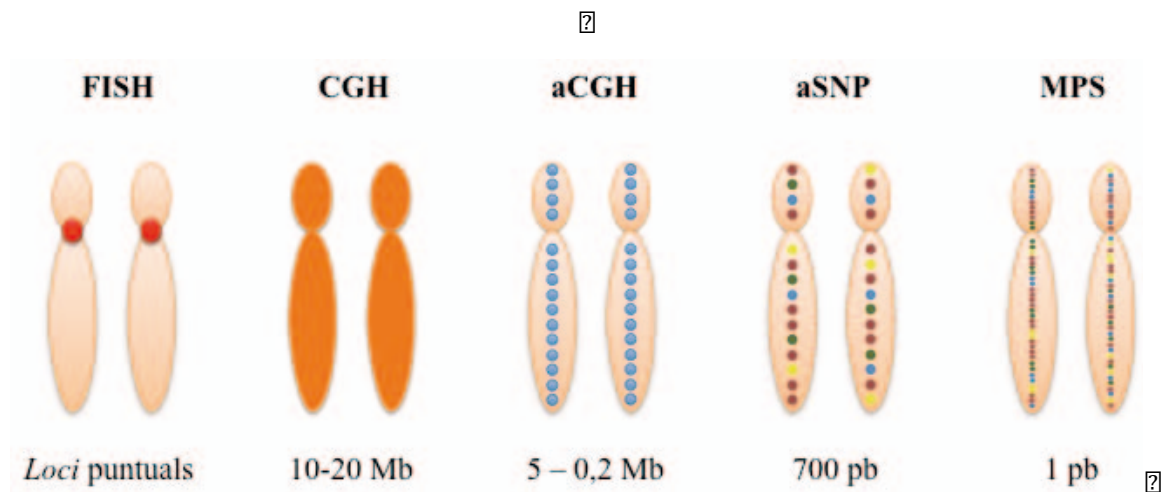 FISH CGH aCGH aSNP MPS
Loci puntuals 10-20 Mb 5 – 0,2 Mb 700 pb 1 pb